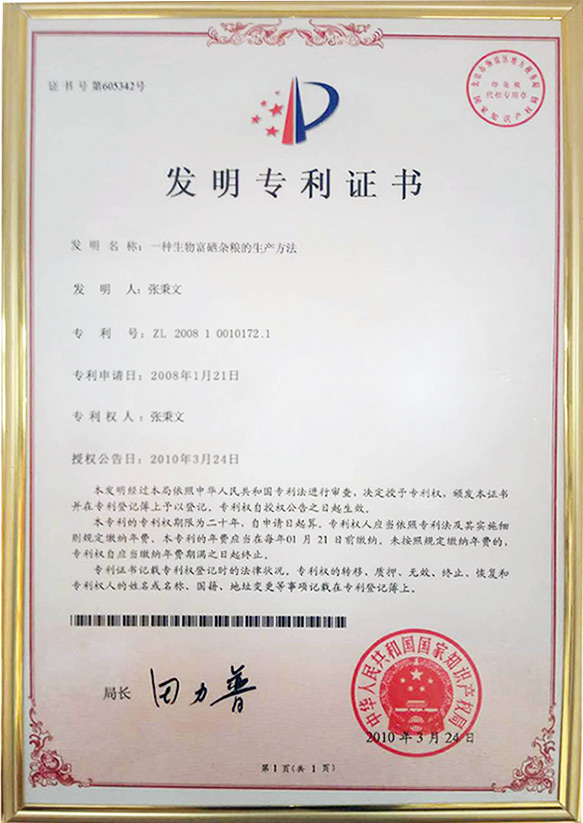 证书号第605342号
发明专利证书
发明名称:一种生物富硒杂粮的生产方法
发明人:张秉文
专利号:ZL 2008 1 0010172.1
专利申请日:2008年1月21日
专利权人:张秉文
授权公告日:2010年3月24日
本发明经过本局依照中华人民共和国专利法进行审查,决定授予专利权,颁发本证书
并在专利登记簿上予以登记。专利权自授权公告之日起生效。
本专利的专利权期限为二十年,自申请日起算。专利权人应当依照专利法及其实施细
则规定缴纳年费。本专利的年费应当在每年01 月 21 日前缴纳。未按照规定缴纳年费的,
专利权自应当缴纳年费期满之日起终止。
专利证书记载专利权登记时的法律状况。专利权的转移、质押、无效、终止、恢复和
专利权人的姓名或名称、国籍、地址变更等事项记载在专利登记簿上。
局长 田力普
中华人民共和国国家知识产权局
2010 年 3 月 24 日
第 1 页(共 1 页)